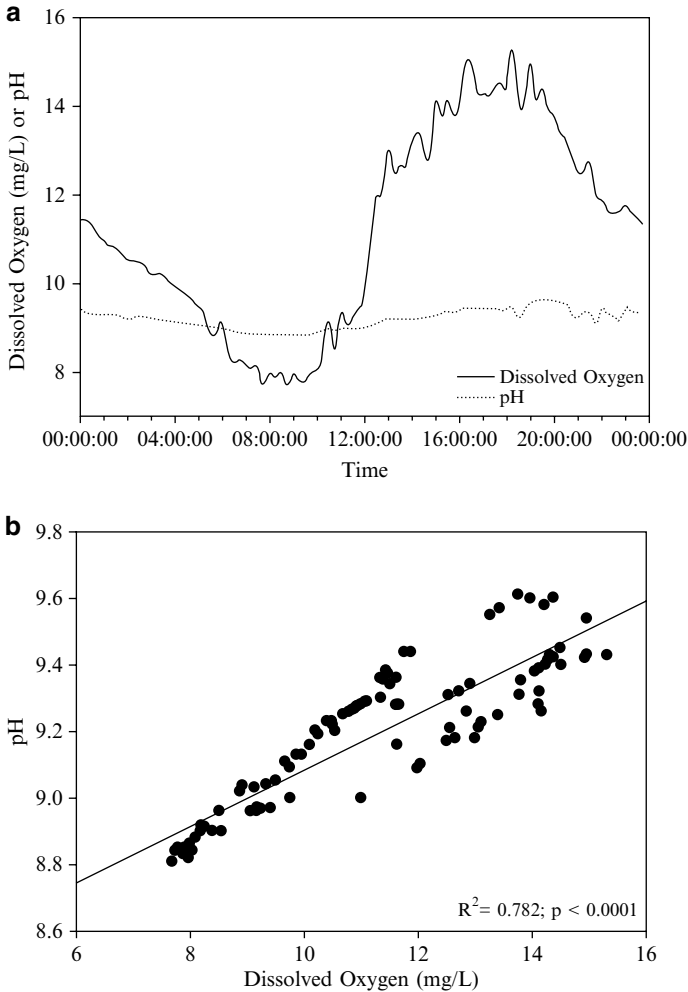 a
16
14
12
10
8
Dissolved Oxygen (mg/L) or pH
Dissolved Oxygen
pH
00:00:00 04:00:00 08:00:00 12:00:00 16:00:00 20:00:00 00:00:00
Time
b
9.8
9.6
9.4
9.2
9.0
8.8
8.6
pH
R²= 0.782; p < 0.0001
6 8 10 12 14 16
Dissolved Oxygen (mg/L)